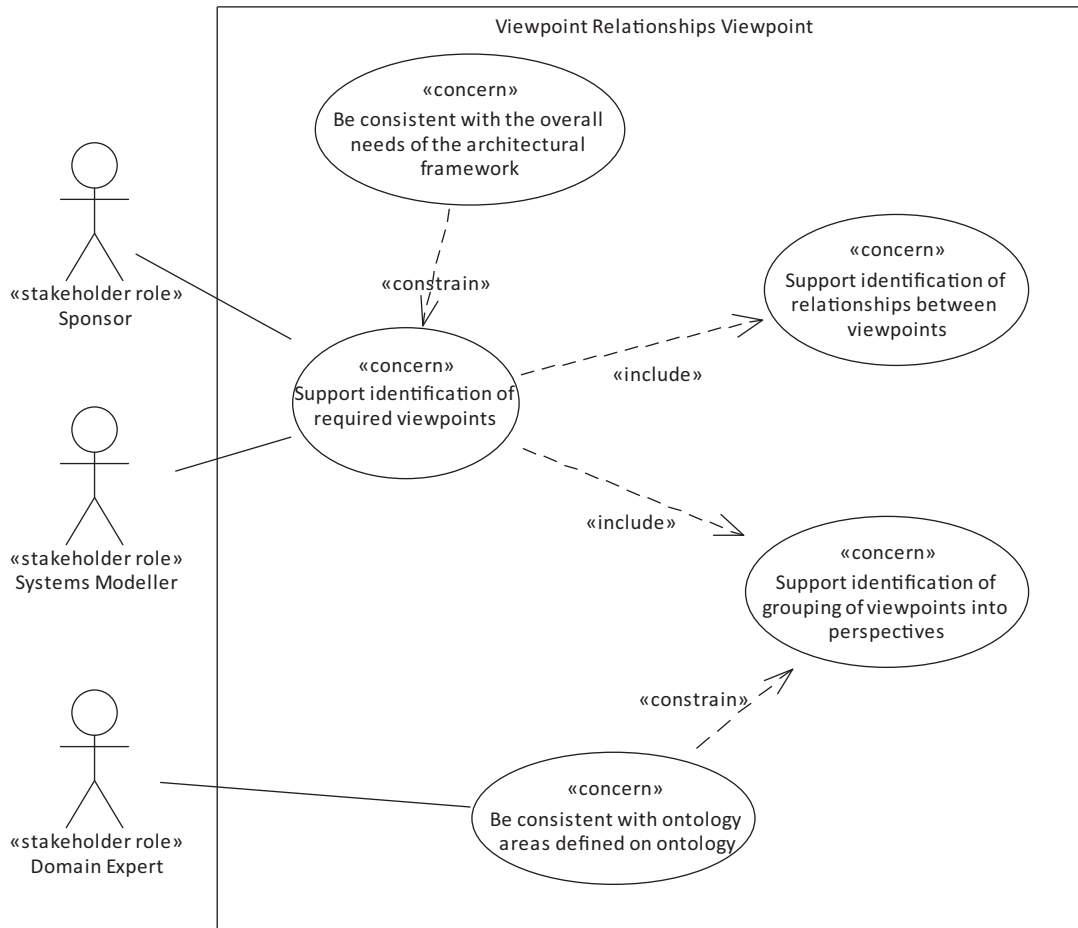 Viewpoint Relationships Viewpoint
«concern»
Be consistent with the overall
needs of the architectural
framework
«stakeholder role»
Sponsor
«constrain»
«concern»
Support identification of
relationships between
viewpoints
«concern»
Support identification of
required viewpoints
«include»
«stakeholder role»
Systems Modeller
«include»
«concern»
Support identification of
grouping of viewpoints into
perspectives
«constrain»
«stakeholder role»
Domain Expert
«concern»
Be consistent with ontology
areas defined on ontology